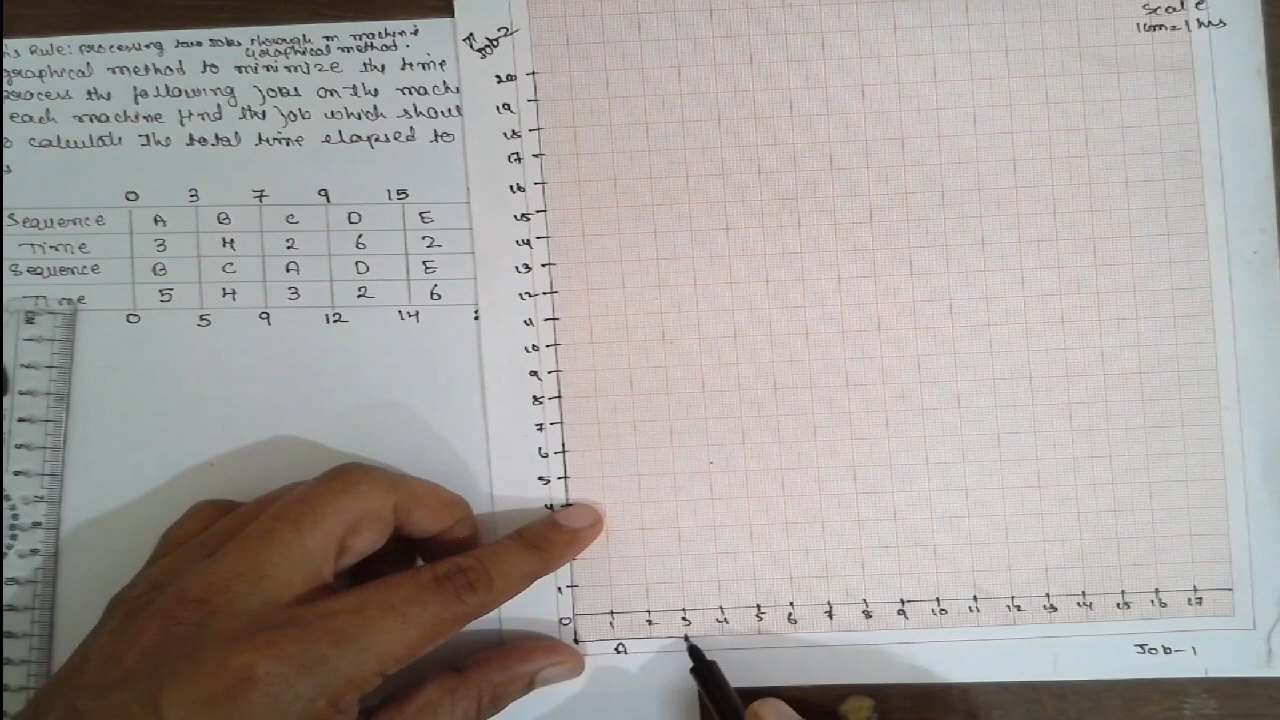 's Rule: Processing two Jobs through m machine
Graphical method.
graphical method to minimize the time
process the following jobs on the mach
each machine find the job which shoul
o calculate The total time elapsed to
s
0 3 7 9 15
Sequence A B C D E
Time 3 4 2 6 2
Sequence B C A D E
Time 5 4 3 2 6
0 5 9 12 14
Job 2
Scale
1cm=1 hrs
20
19
18
17
16
15
14
13
12
11
10
9
8
7
6
5
4
1
0 1 2 3 4 5 6 7 8 9 10 11 12 13 14 15 16 17
A
Job-1